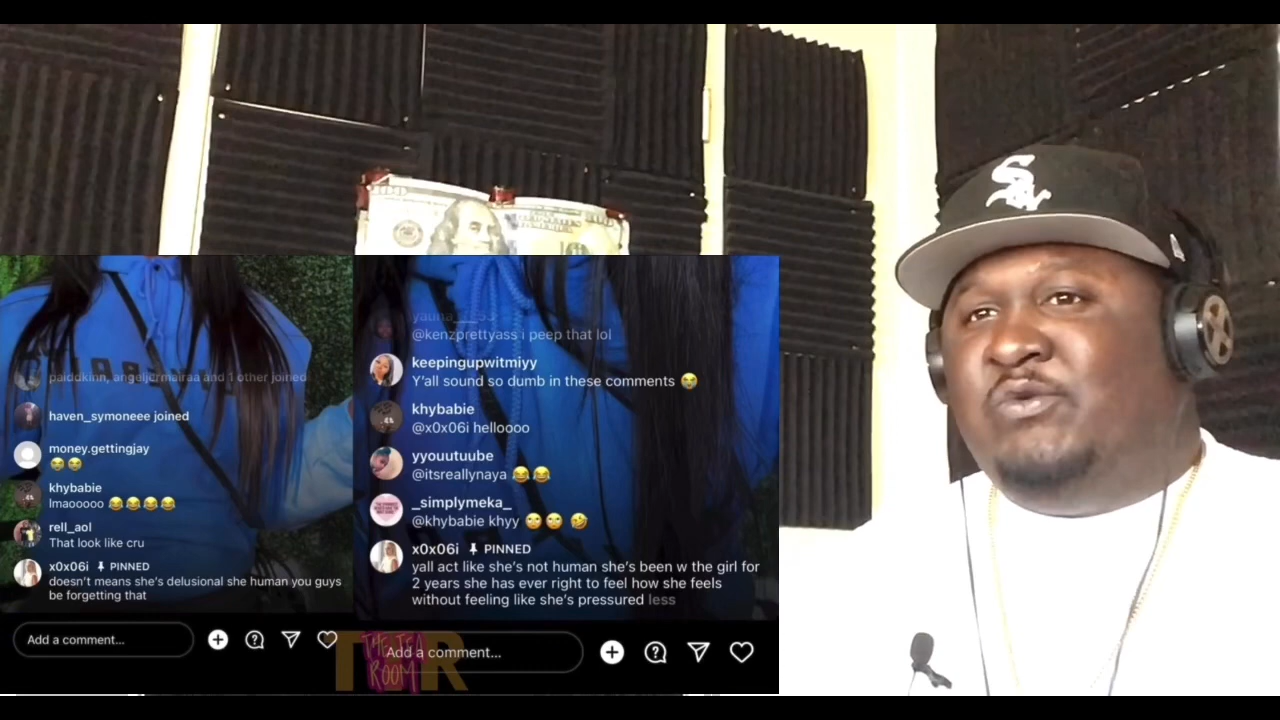 paiddkinn, angeljermairaa and 1 other joined
haven_symoneee joined
money.gettingjay
😭 😭
khybabie
lmaooooo 😂 😂 😂 😂
rell_aol
That look like cru
x0x06i PINNED
doesn't means she's delusional she human you guys
be forgetting that
Add a comment...
@kenzprettyass i peep that lol
keepingupwitmiyy
Y'all sound so dumb in these comments 😭
khybabie
@x0x06i helloooo
yyouutuube
@itsreallynaya 😂 😂
_simplymeka_
@khybabie khyy 🙄 🙄 🤣
x0x06i PINNED
yall act like she's not human she's been w the girl for
2 years she has ever right to feel how she feels
without feeling like she's pressured less
Add a comment...
THE TEA
ROOM